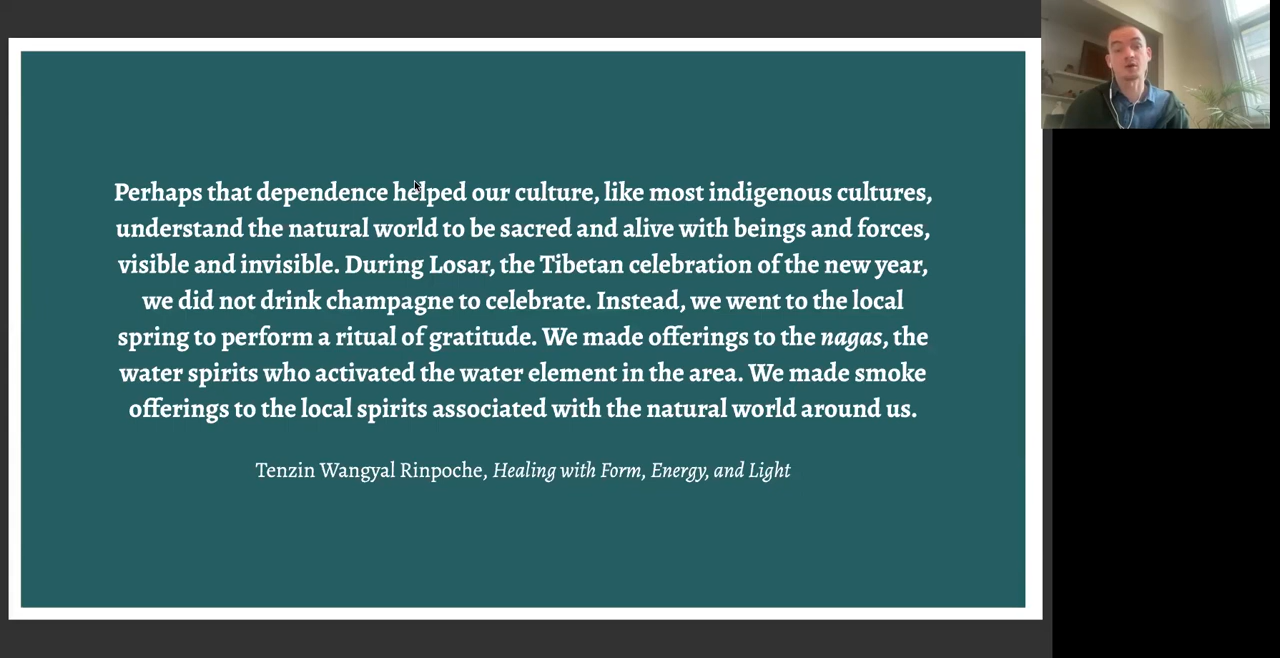 Perhaps that dependence helped our culture, like most indigenous cultures,
understand the natural world to be sacred and alive with beings and forces,
visible and invisible. During Losar, the Tibetan celebration of the new year,
we did not drink champagne to celebrate. Instead, we went to the local
spring to perform a ritual of gratitude. We made offerings to the nagas, the
water spirits who activated the water element in the area. We made smoke
offerings to the local spirits associated with the natural world around us.
Tenzin Wangyal Rinpoche, Healing with Form, Energy, and Light